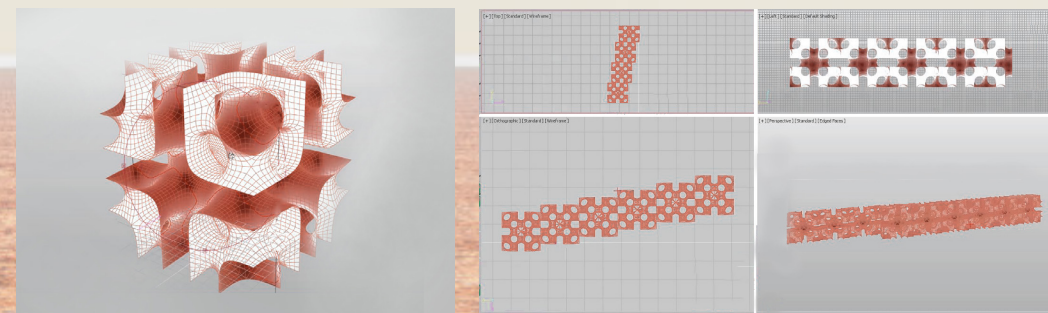 [+] [Top] [Standard] [Wireframe]
[+] [Left] [Standard] [Default Shading]
[+] [Orthographic] [Standard] [Wireframe]
[+] [Perspective] [Standard] [Edged Faces]